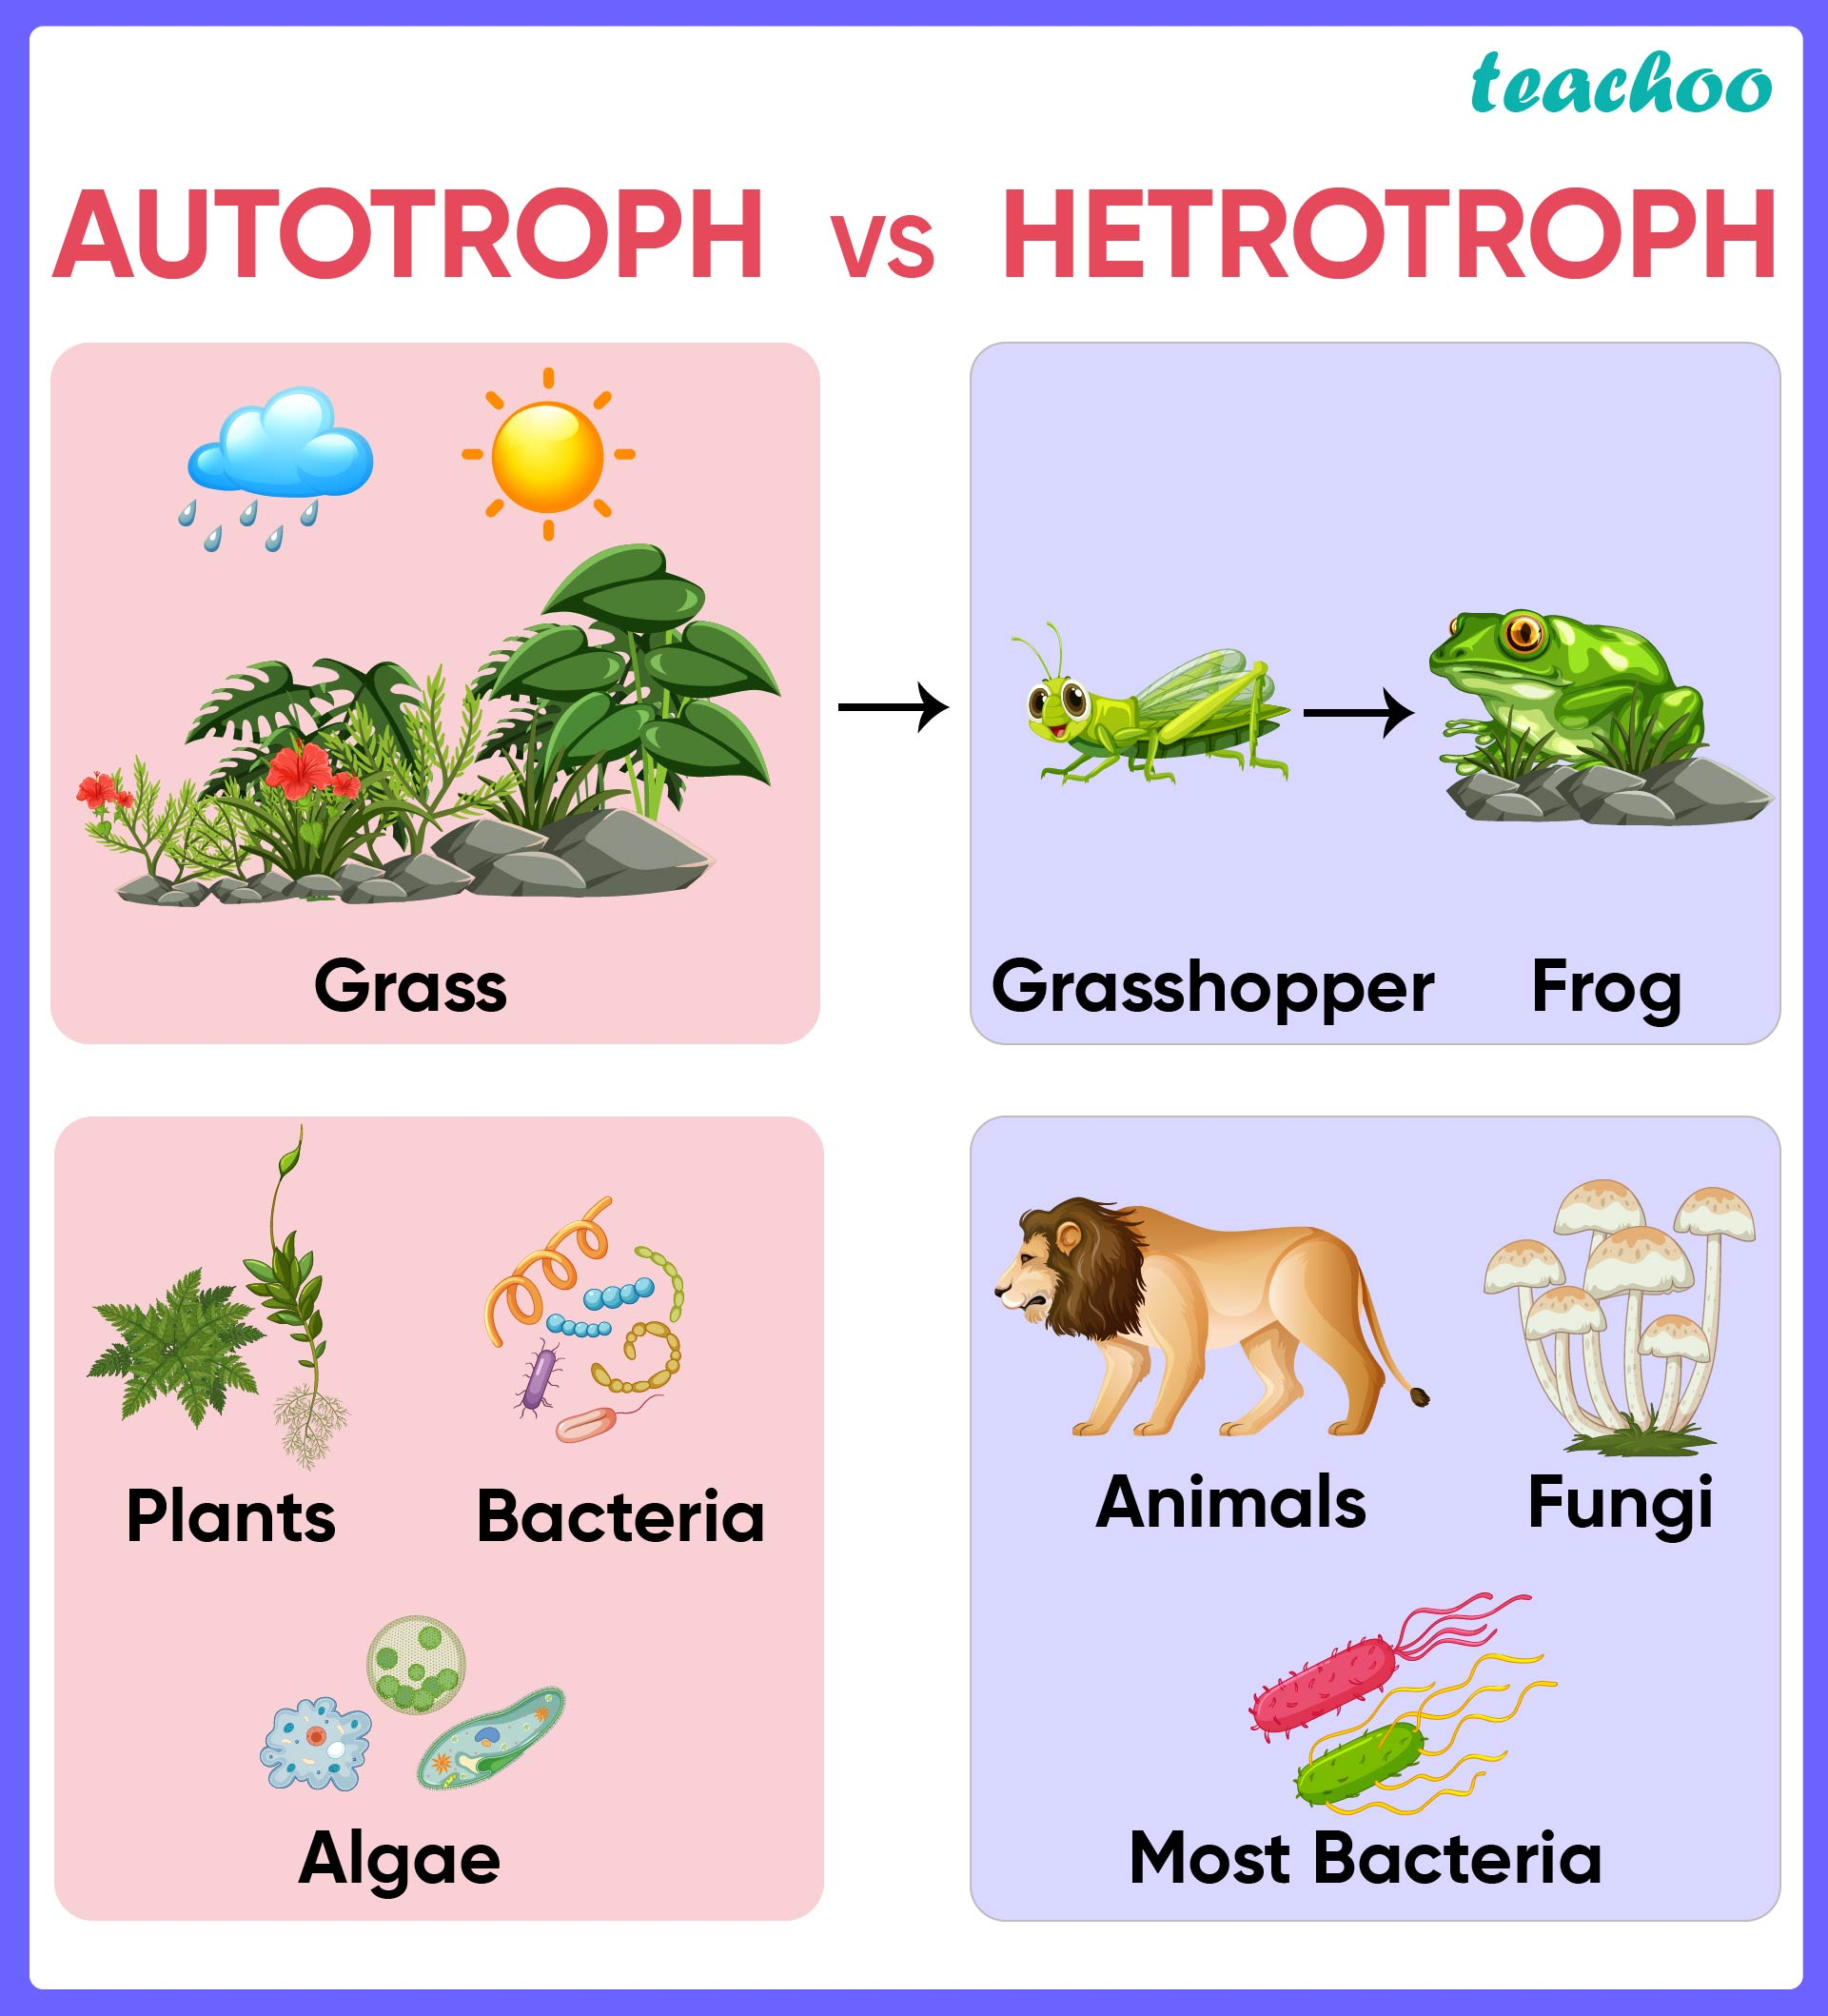 teachoo
AUTOTROPH VS HETROTROPH
Grass
Grasshopper Frog
Plants Bacteria
Animals Fungi
Algae
Most Bacteria